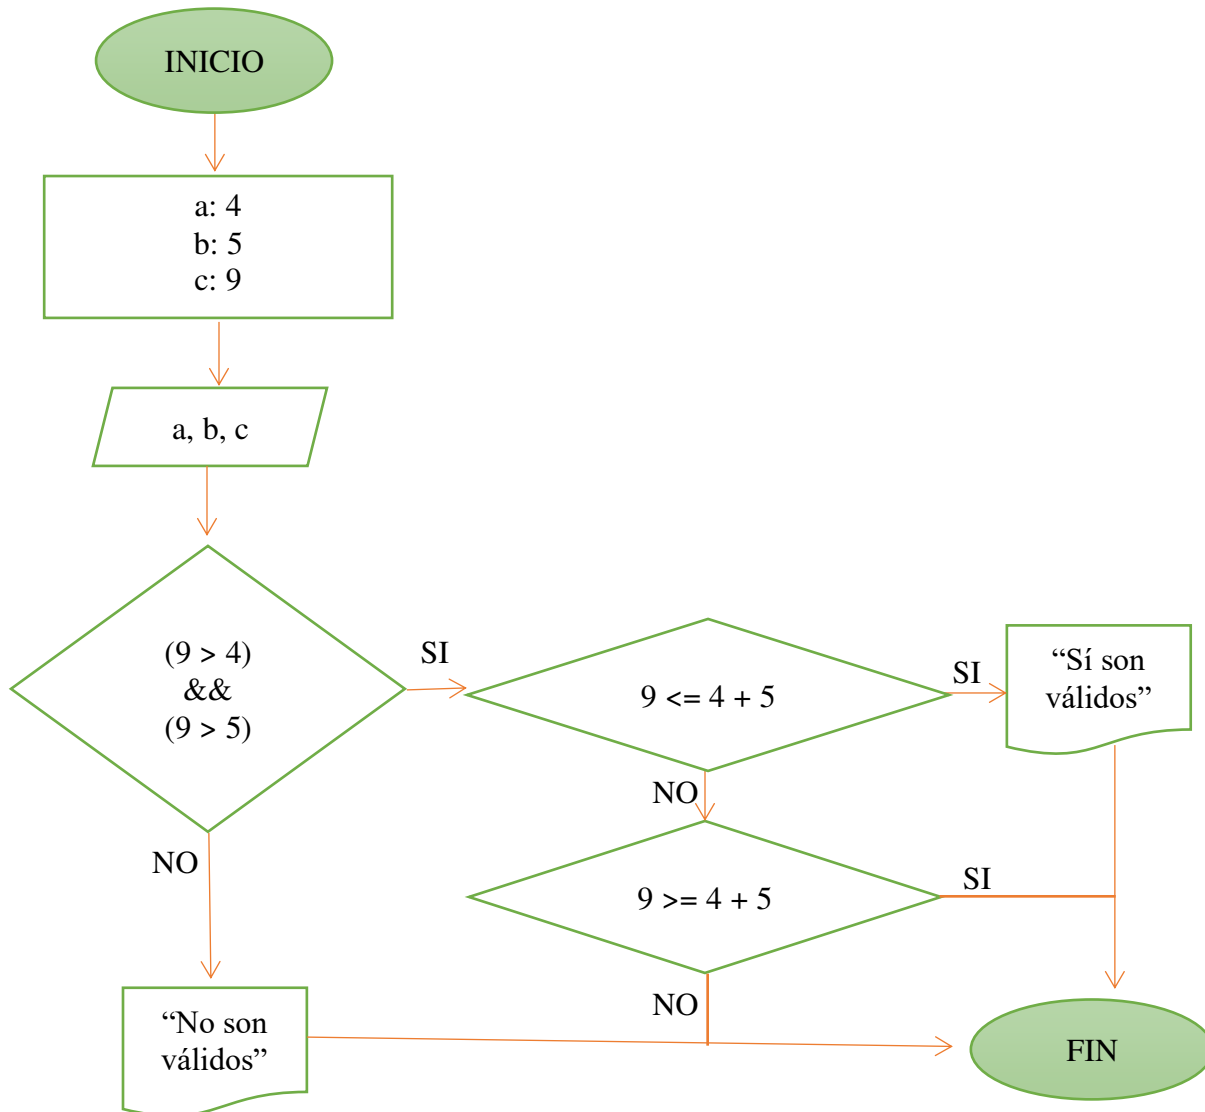 INICIO
a: 4
b: 5
c: 9
a, b, c
(9 > 4)
&&
(9 > 5)
SI
9 <= 4 + 5
SI
“Sí son
válidos”
NO
NO
9 >= 4 + 5
SI
NO
“No son
válidos”
FIN